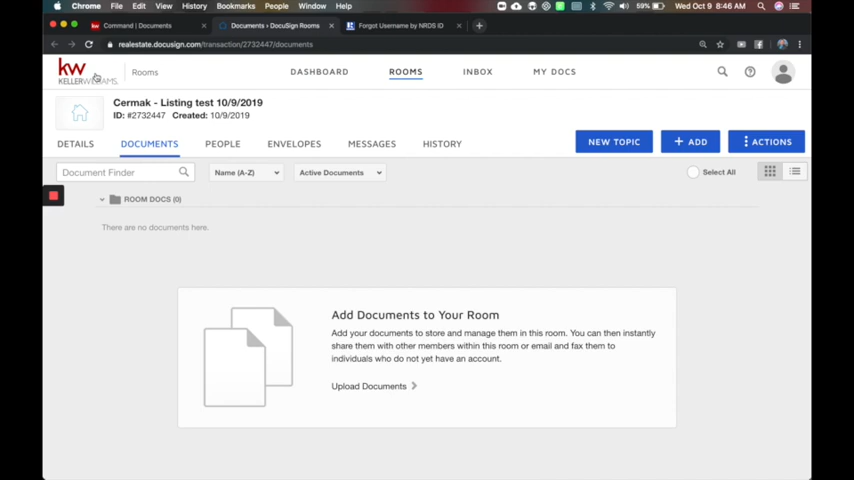 Chrome File Edit View History Bookmarks People Window Help 59% Wed Oct 9 8:46 AM
Command | Documents × Documents › DocuSign Rooms × Forgot Username by NRDS ID ×
realestate.docusign.com/transaction/2732447/documents
kw
KELLERWILLIAMS.
Rooms DASHBOARD ROOMS INBOX MY DOCS
Cermak - Listing test 10/9/2019
ID: #2732447 Created: 10/9/2019
DETAILS DOCUMENTS PEOPLE ENVELOPES MESSAGES HISTORY NEW TOPIC + ADD ACTIONS
Document Finder Name (A-Z) Active Documents Select All
ROOM DOCS (0)
There are no documents here.
Add Documents to Your Room
Add your documents to store and manage them in this room. You can then instantly
share them with other members within this room or email and fax them to
individuals who do not yet have an account.
Upload Documents